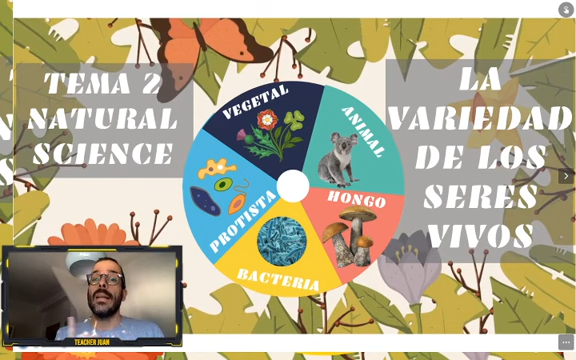 TEMA 2
NATURAL
SCIENCE
VEGETAL
ANIMAL
HONGO
BACTERIA
PROTISTA
LA
VARIEDAD
DE LOS
SERES
VIVOS
TEACHER JUAN